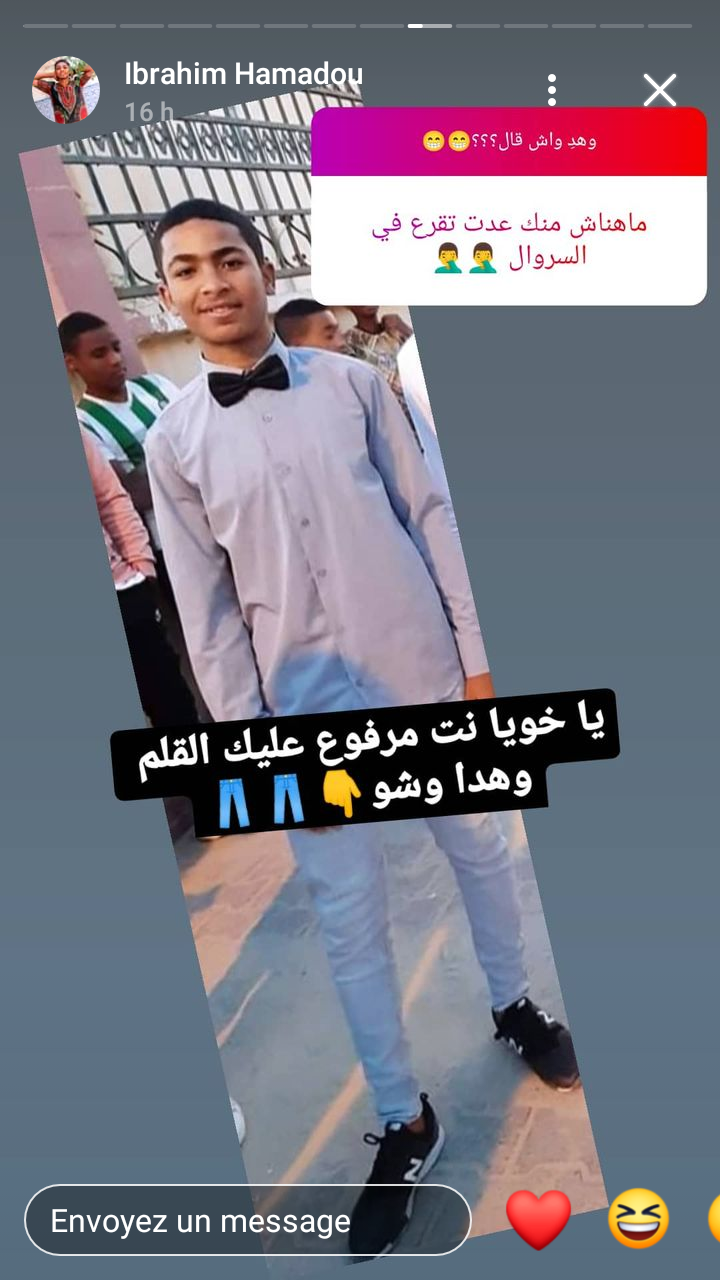 Ibrahim Hamadou
16 h
وهدِ واش قال؟؟؟😁😁
ماهناش منك عدت تقرع في
السروال 🤦‍♂️🤦‍♂️
يا خويا نت مرفوع عليك القلم
وهدا وشو👇👖👖
N
Envoyez un message